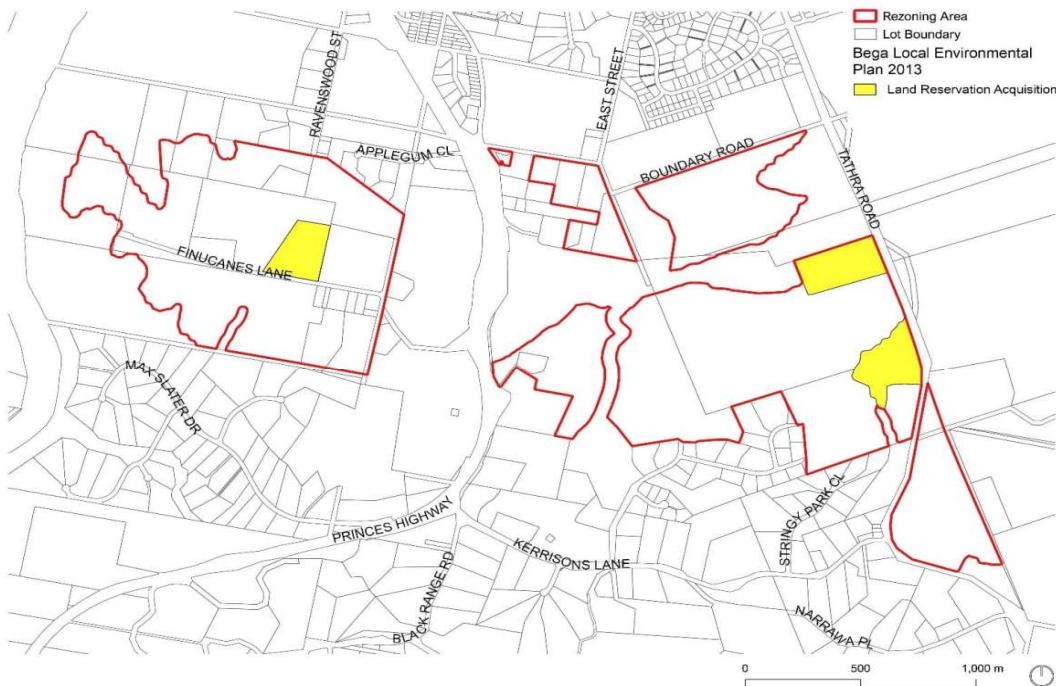 Rezoning Area
Lot Boundary
Bega Local Environmental
Plan 2013
Land Reservation Acquisition
RAVENSWOOD ST
EAST STREET
APPLEGUM CL
BOUNDARY ROAD
TATHRA ROAD
FINUCANES LANE
MAX SLATER DR
PRINCES HIGHWAY
STRINGY PARK CL
KERRISONS LANE
BLACK RANGE RD
NARRAWA PL
0 500 1,000 m